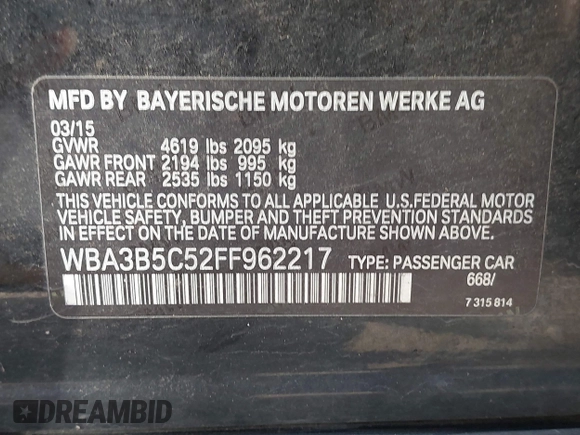 MFD BY BAYERISCHE MOTOREN WERKE AG
03/15
GVWR 4619 lbs 2095 kg
GAWR FRONT 2194 lbs 995 kg
GAWR REAR 2535 lbs 1150 kg
THIS VEHICLE CONFORMS TO ALL APPLICABLE U.S.FEDERAL MOTOR
VEHICLE SAFETY, BUMPER AND THEFT PREVENTION STANDARDS
IN EFFECT ON THE DATE OF MANUFACTURE SHOWN ABOVE.
WBA3B5C52FF962217 TYPE: PASSENGER CAR
668/
7 315 814
DREAMBID